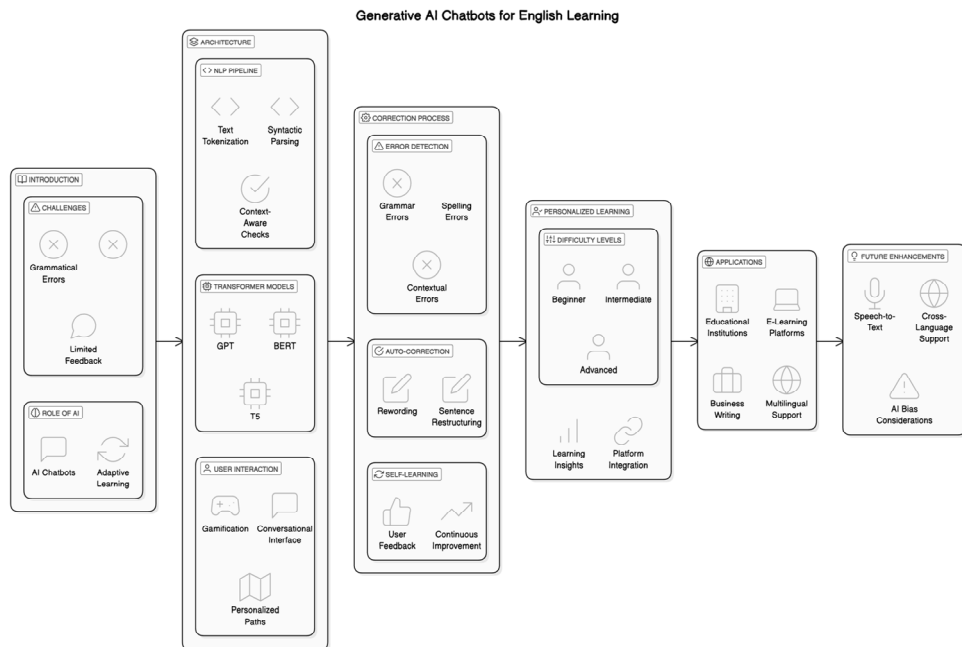 Generative AI Chatbots for English Learning
INTRODUCTION
CHALLENGES
Grammatical
Errors
Limited
Feedback
ROLE OF AI
AI Chatbots
Adaptive
Learning
ARCHITECTURE
NLP PIPELINE
Text
Tokenization
Syntactic
Parsing
Context-
Aware
Checks
TRANSFORMER MODELS
GPT
BERT
T5
USER INTERACTION
Gamification
Conversational
Interface
Personalized
Paths
CORRECTION PROCESS
ERROR DETECTION
Grammar
Errors
Spelling
Errors
Contextual
Errors
AUTO-CORRECTION
Rewording
Sentence
Restructuring
SELF-LEARNING
User
Feedback
Continuous
Improvement
PERSONALIZED LEARNING
DIFFICULTY LEVELS
Beginner
Intermediate
Advanced
Learning
Insights
Platform
Integration
APPLICATIONS
Educational
Institutions
E-Learning
Platforms
Business
Writing
Multilingual
Support
FUTURE ENHANCEMENTS
Speech-to-
Text
Cross-
Language
Support
AI Bias
Considerations